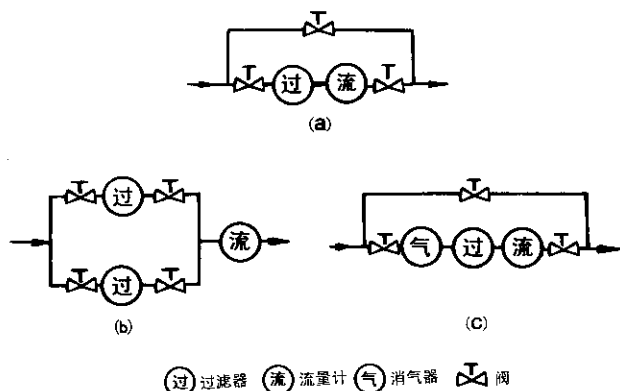 过 流
(a)
过
流
过
(b)
气 过 流
(c)
过 过滤器 流 流量计 气 消气器 阀